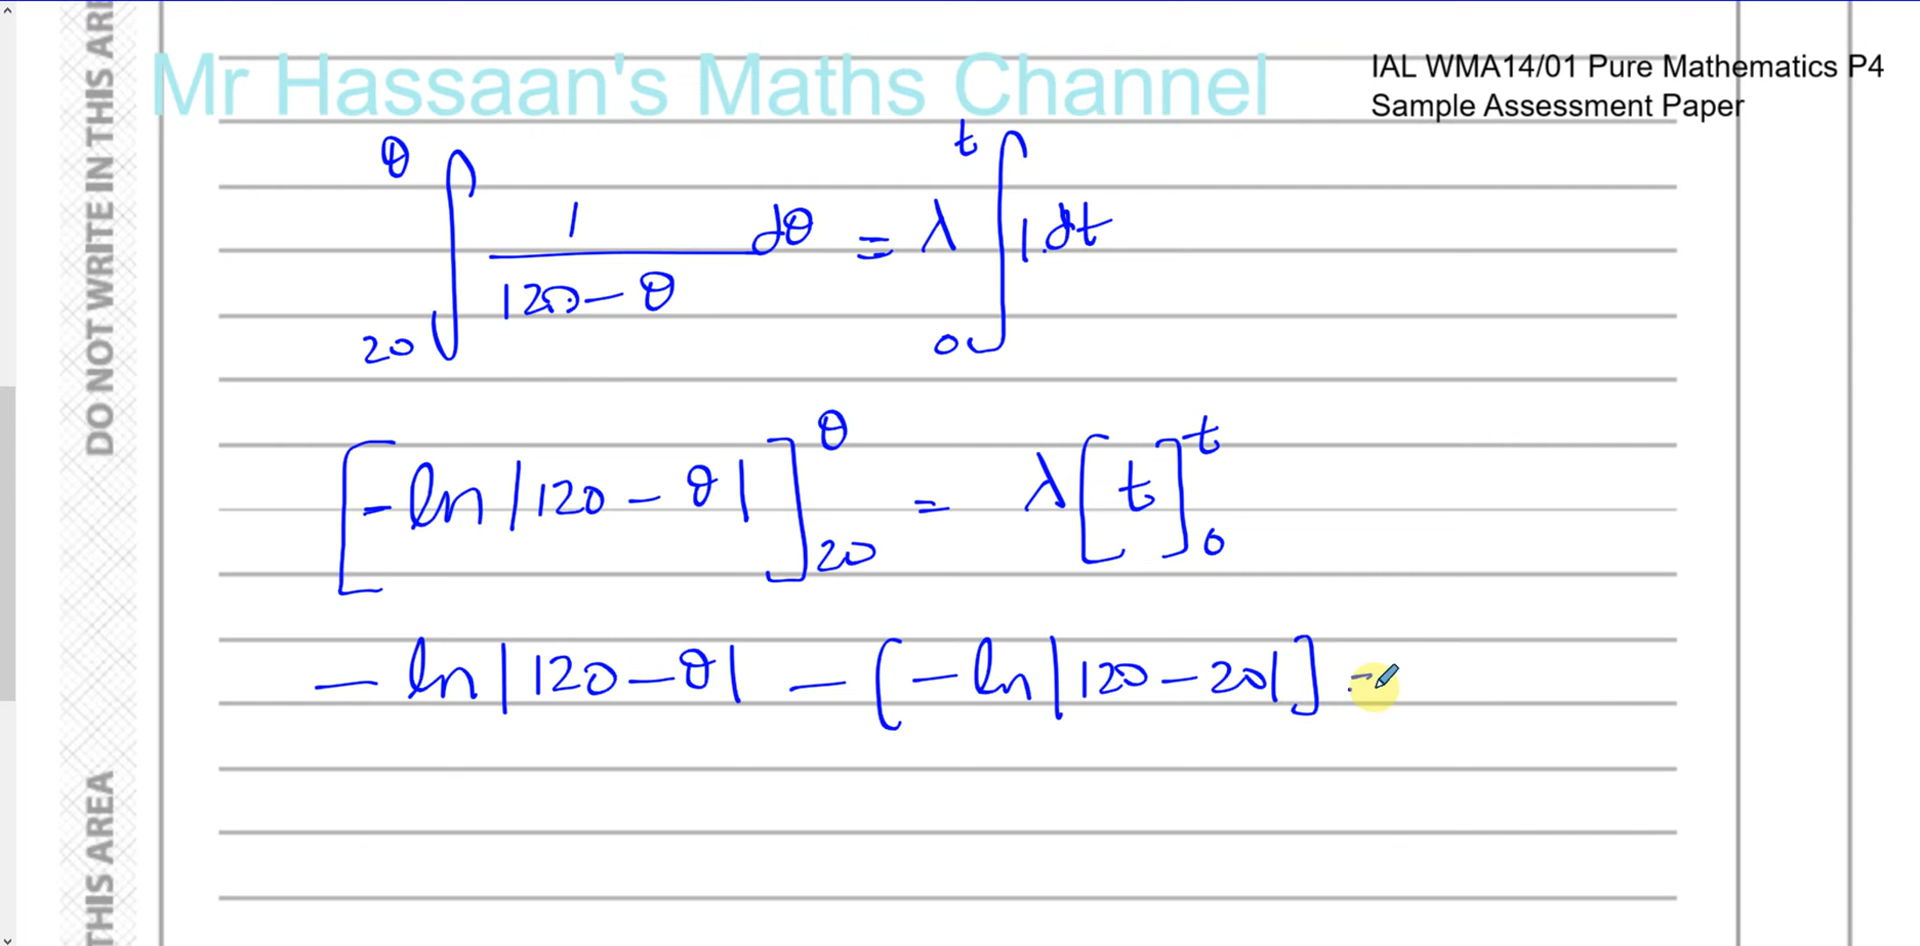 Mr Hassaan's Maths Channel
IAL WMA14/01 Pure Mathematics P4
Sample Assessment Paper
∫_{20}^{θ} 1/(120-θ) dθ = λ ∫_{0}^{t} 1.dt
[-ln|120-θ|]_{20}^{θ} = λ[t]_{0}^{t}
-ln|120-θ| - [-ln|120-20|] =
DO NOT WRITE IN THIS ARE
THIS AREA